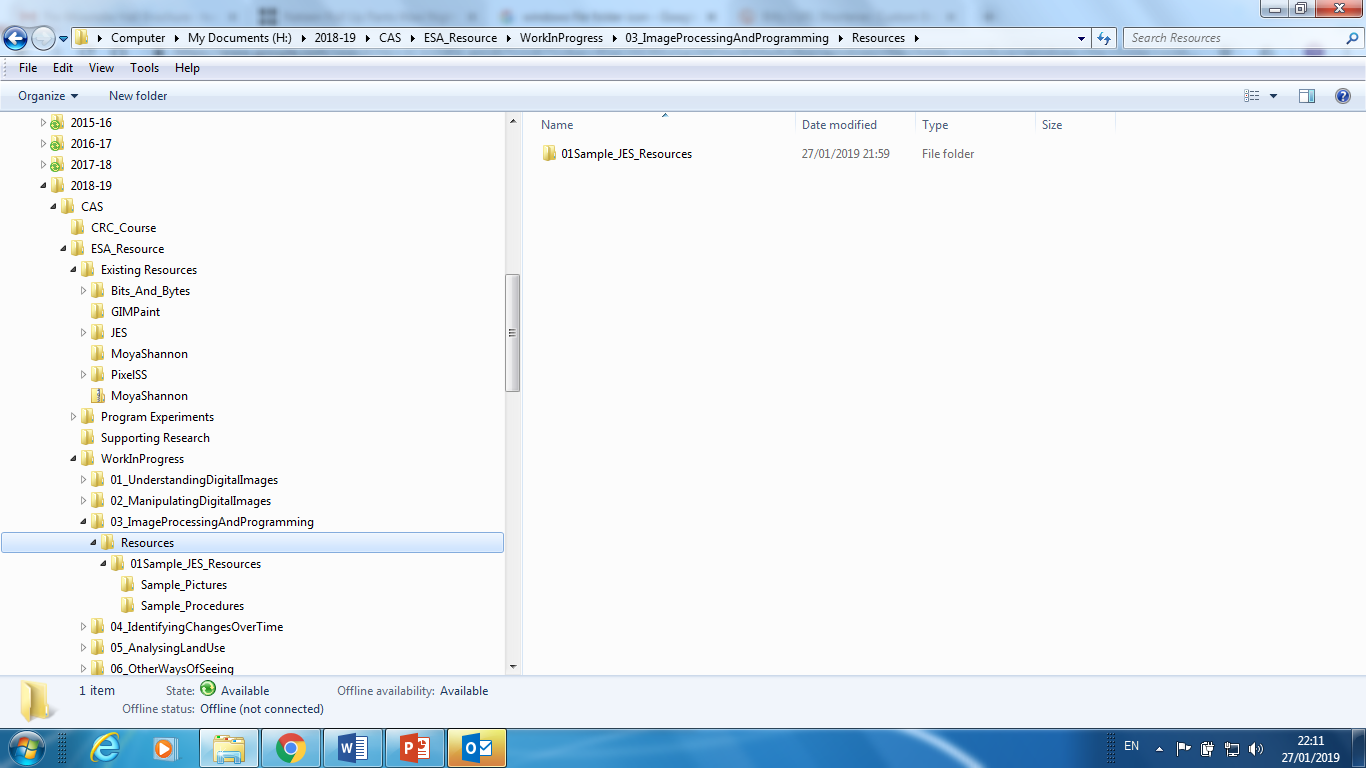 Computer My Documents (H:) 2018-19 CAS ESA_Resource WorkInProgress 03_ImageProcessingAndProgramming Resources Search Resources
File Edit View Tools Help
Organize New folder
2015-16
2016-17
2017-18
2018-19
CAS
CRC_Course
ESA_Resource
Existing Resources
Bits_And_Bytes
GIMPaint
JES
MoyaShannon
PixelSS
MoyaShannon
Program Experiments
Supporting Research
WorkInProgress
01_UnderstandingDigitalImages
02_ManipulatingDigitalImages
03_ImageProcessingAndProgramming
Resources
01Sample_JES_Resources
Sample_Pictures
Sample_Procedures
04_IdentifyingChangesOverTime
05_AnalysingLandUse
06_OtherWaysOfSeeing
Name Date modified Type Size
01Sample_JES_Resources 27/01/2019 21:59 File folder
1 item State: Available Offline availability: Available
Offline status: Offline (not connected)
EN 22:11
27/01/2019